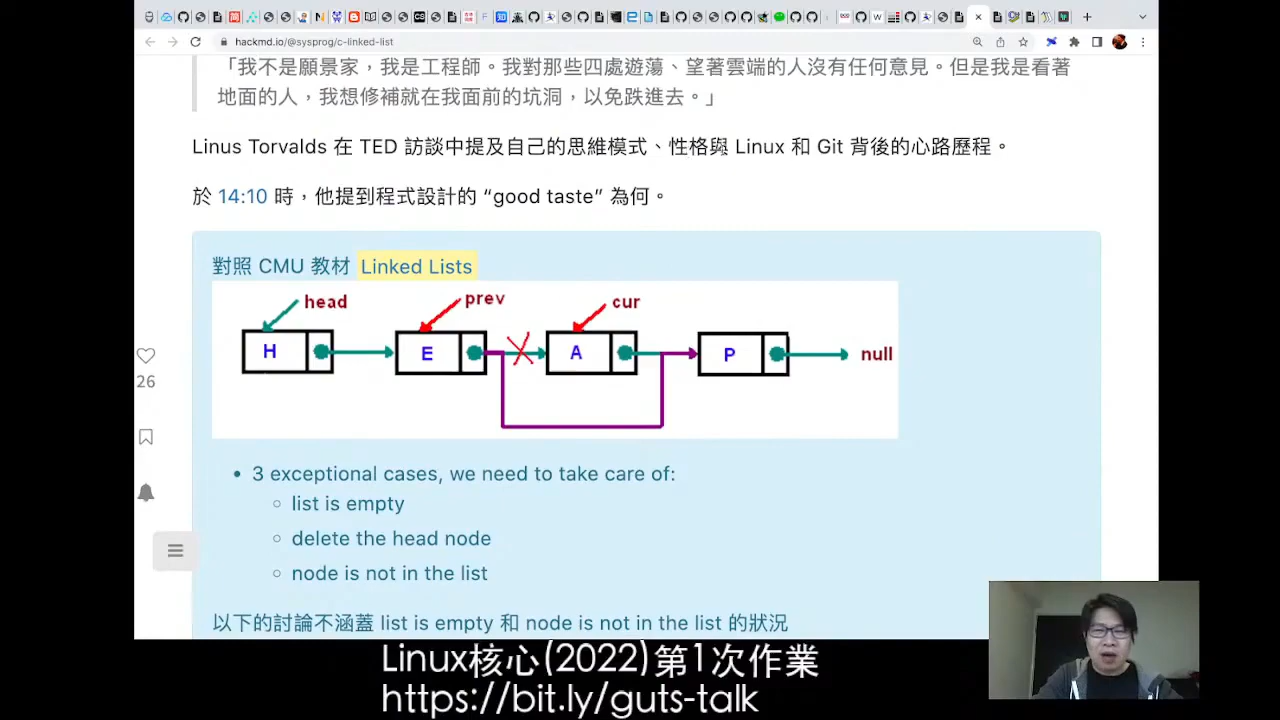 hackmd.io/@sysprog/c-linked-list
「我不是願景家，我是工程師。我對那些四處遊蕩、望著雲端的人沒有任何意見。但是我是看著
地面的人，我想修補就在我面前的坑洞，以免跌進去。」
Linus Torvalds 在 TED 訪談中提及自己的思維模式、性格與 Linux 和 Git 背後的心路歷程。
於 14:10 時，他提到程式設計的 “good taste” 為何。
對照 CMU 教材 Linked Lists
head
prev
cur
H
E
A
P
null
26
• 3 exceptional cases, we need to take care of:
○ list is empty
○ delete the head node
○ node is not in the list
以下的討論不涵蓋 list is empty 和 node is not in the list 的狀況
Linux核心(2022)第1次作業
https://bit.ly/guts-talk